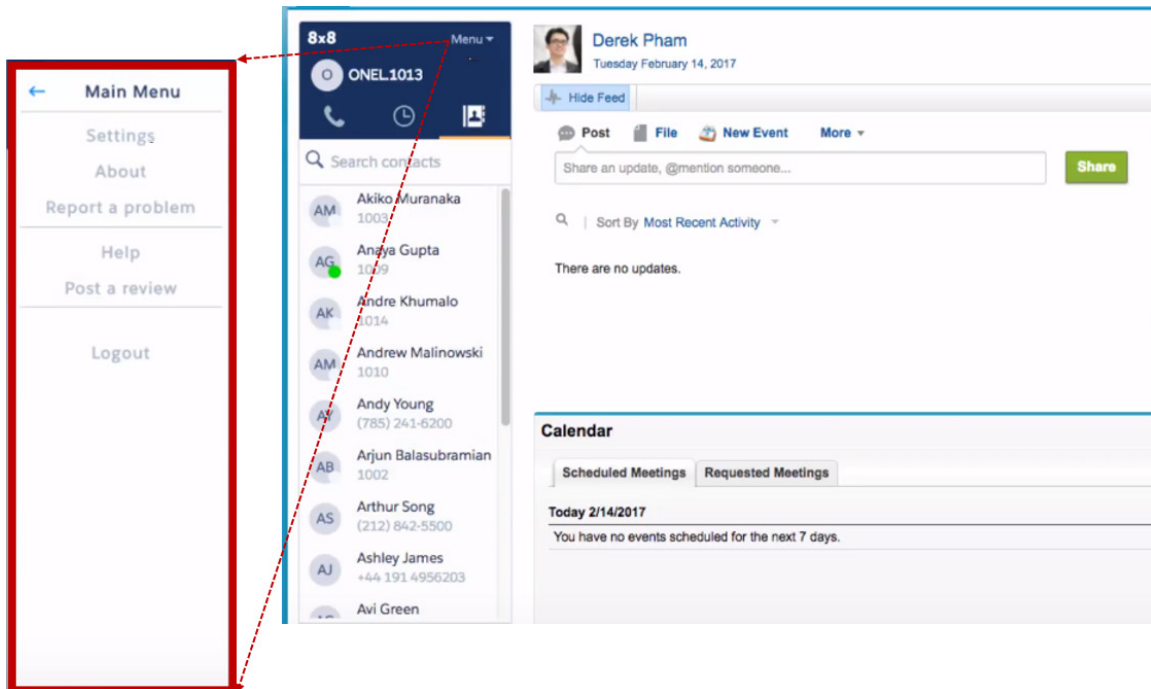 Main Menu
Settings
About
Report a problem
Help
Post a review
Logout
8x8
Menu
O ONEL.1013
Search contacts
AM Akiko Muranaka
1003
AG Anaya Gupta
1009
AK Andre Khumalo
1014
AM Andrew Malinowski
1010
AY Andy Young
(785) 241-6200
AB Arjun Balasubramian
1002
AS Arthur Song
(212) 842-5500
AJ Ashley James
+44 191 4956203
Avi Green
Derek Pham
Tuesday February 14, 2017
Hide Feed
Post File New Event More
Share an update, @mention someone...
Share
Sort By Most Recent Activity
There are no updates.
Calendar
Scheduled Meetings Requested Meetings
Today 2/14/2017
You have no events scheduled for the next 7 days.